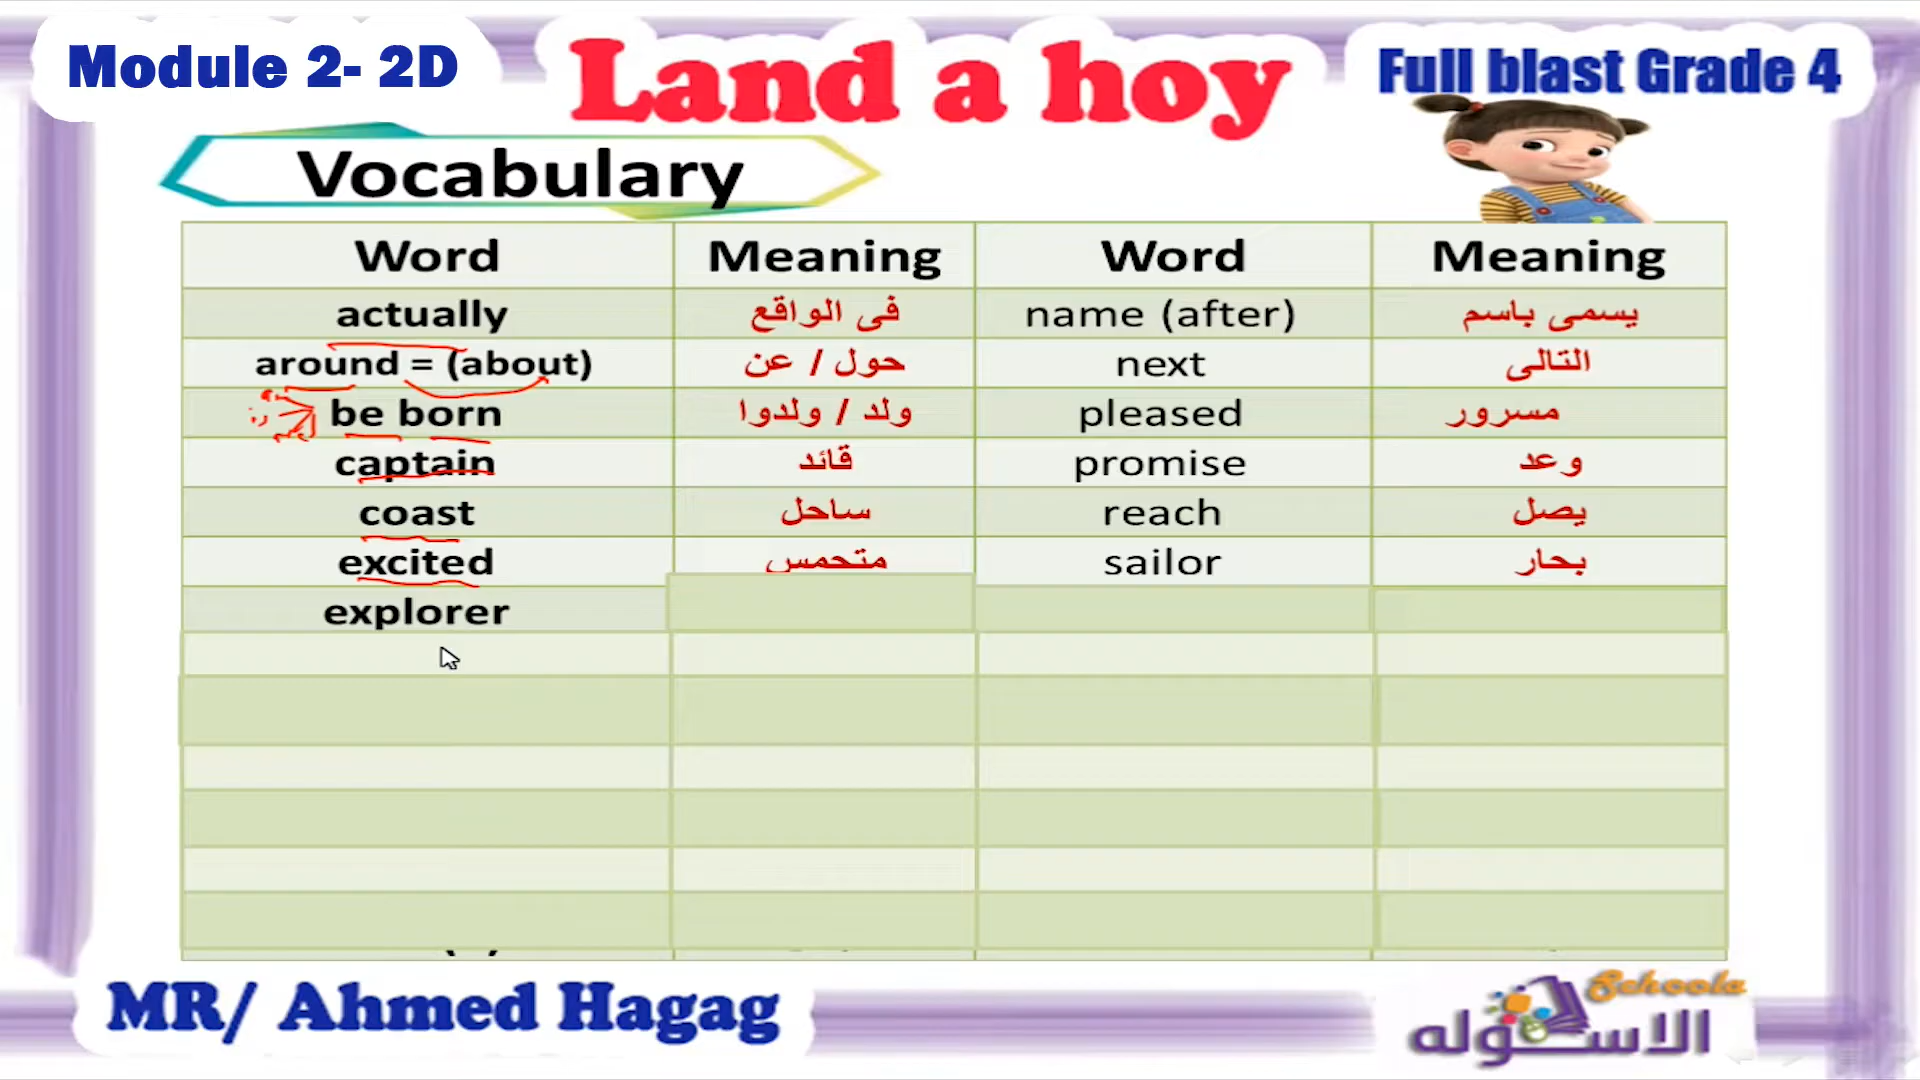 Module 2- 2D
Land a hoy
Full blast Grade 4
Vocabulary
Word Meaning Word Meaning
actually فى الواقع name (after) يسمى باسم
around = (about) حول / عن next التالى
be born ولد / ولدوا pleased مسرور
captain قائد promise وعد
coast ساحل reach يصل
excited متحمس sailor بحار
explorer
MR/ Ahmed Hagag
Schoola
الاسكوله